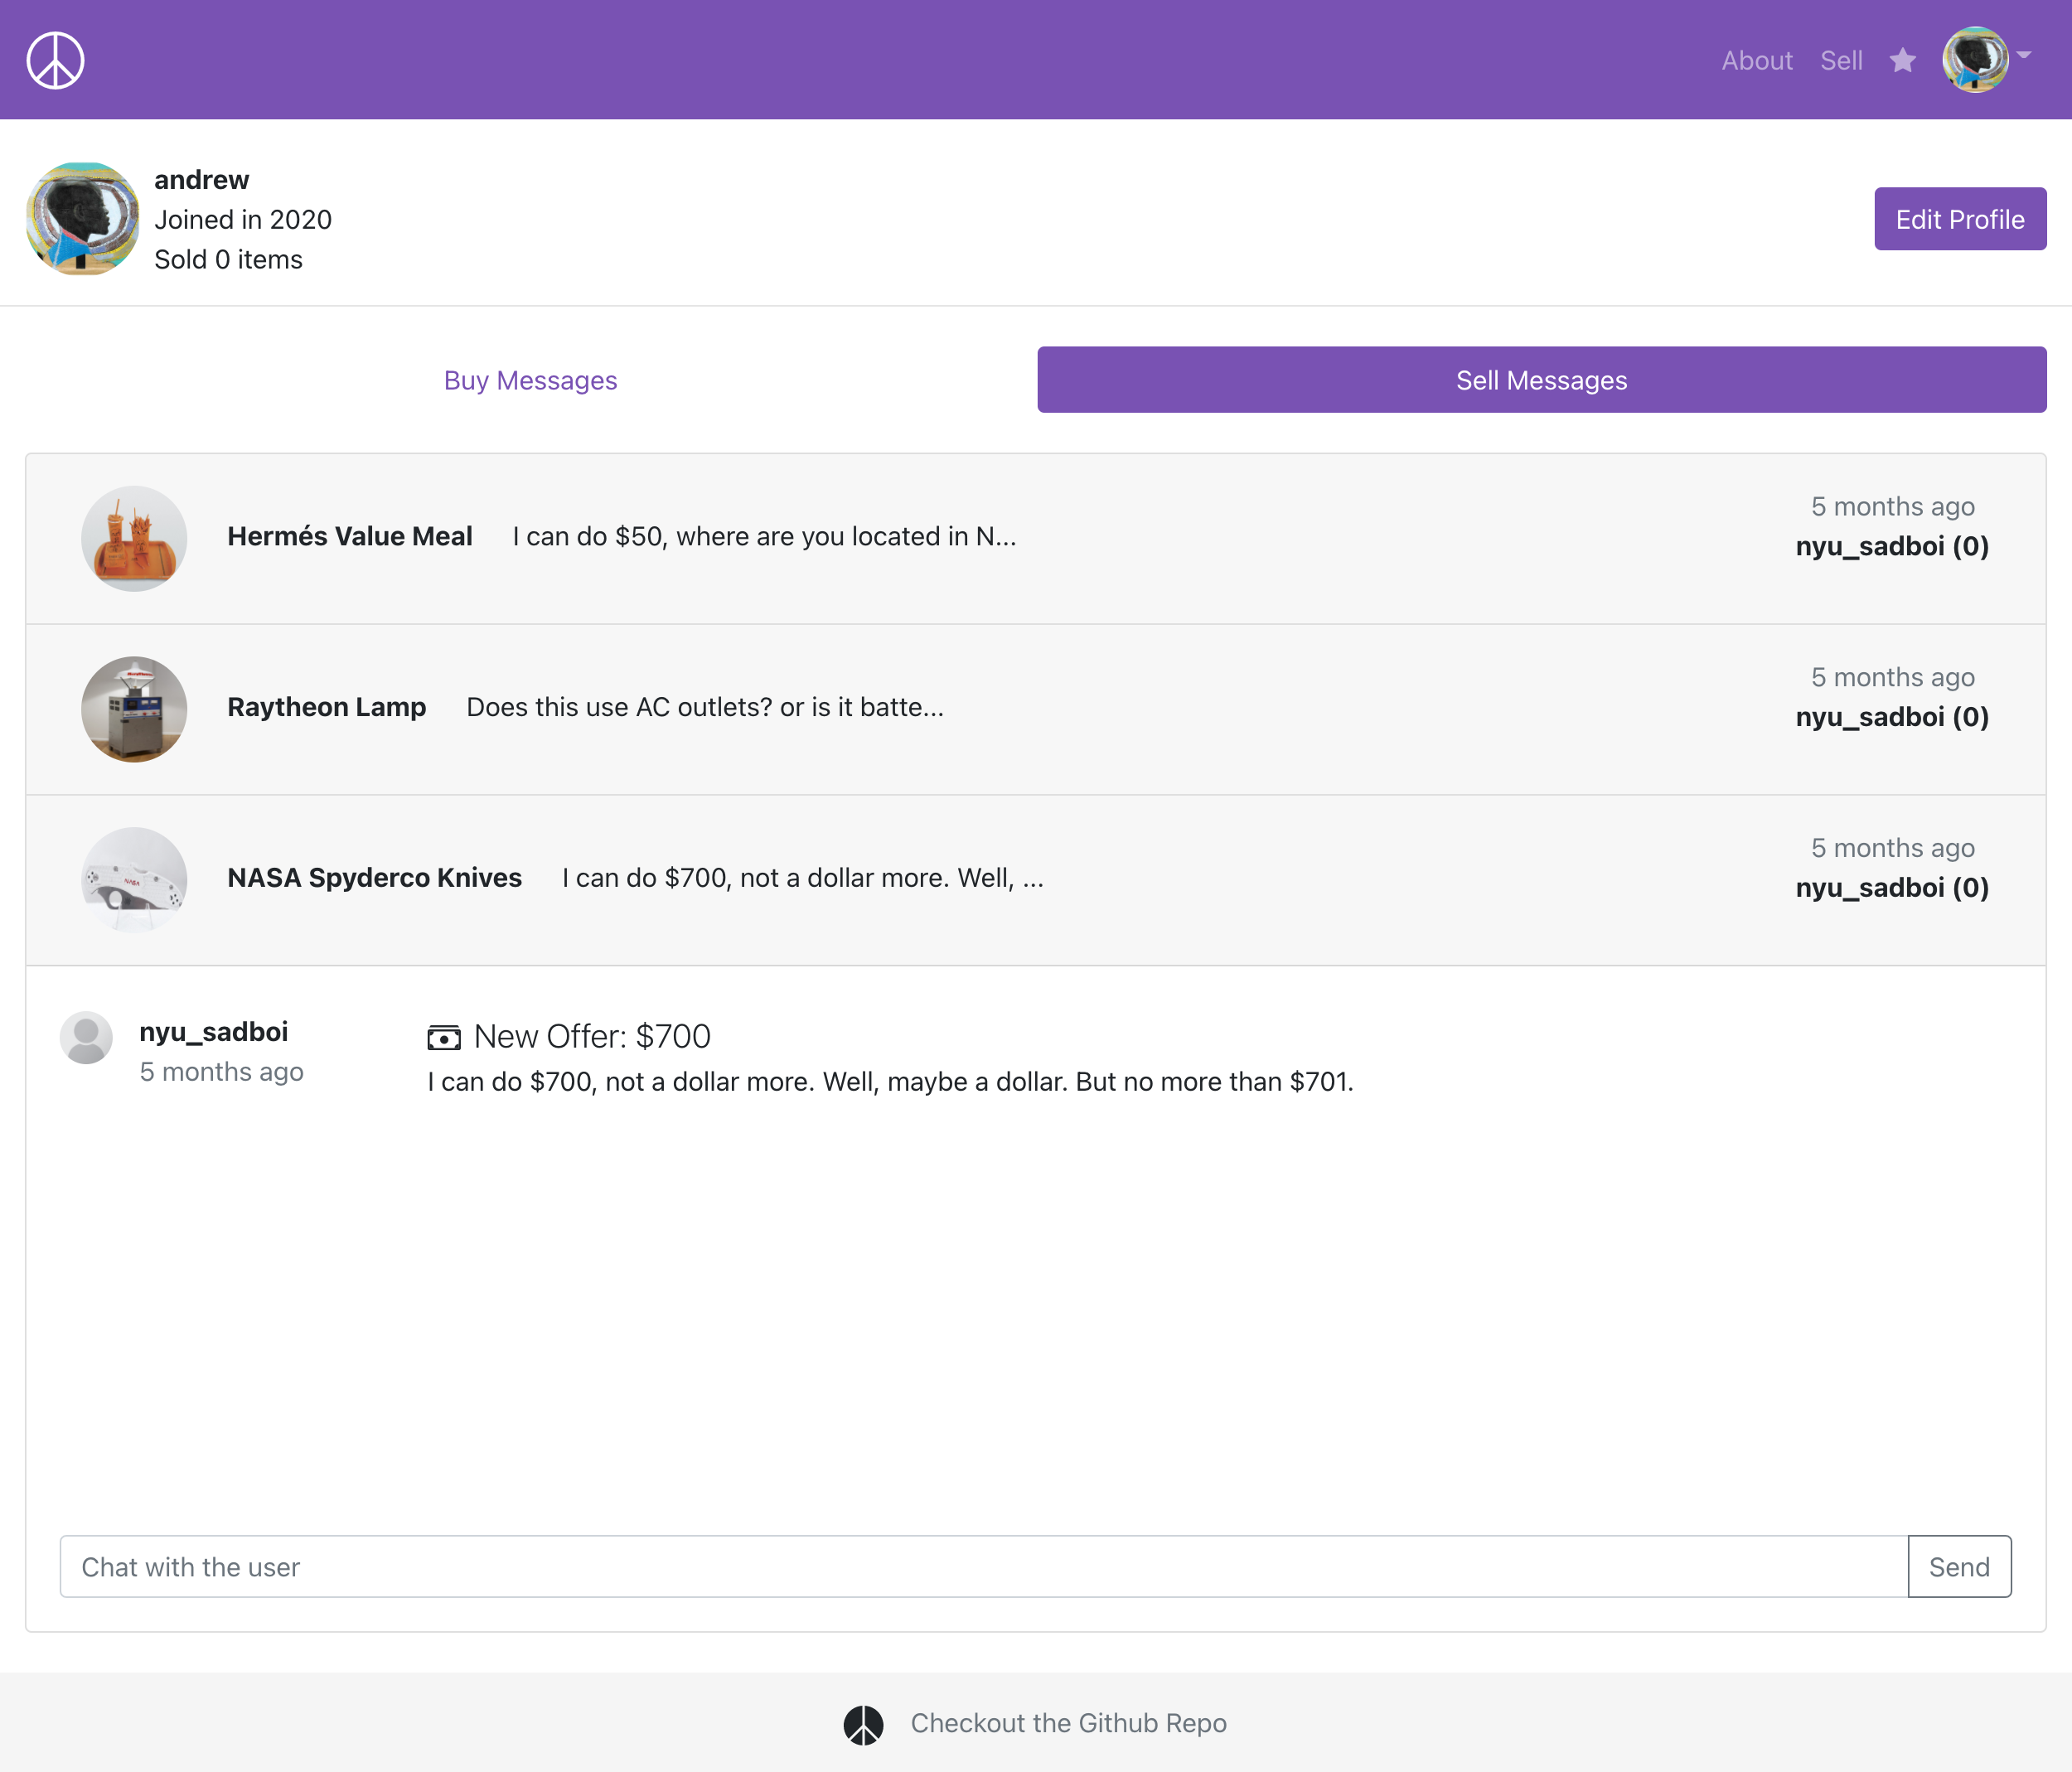 About Sell
andrew
Joined in 2020
Sold 0 items
Edit Profile
Buy Messages
Sell Messages
Hermés Value Meal I can do $50, where are you located in N...
5 months ago
nyu_sadboi (0)
Raytheon Lamp Does this use AC outlets? or is it batte...
5 months ago
nyu_sadboi (0)
NASA
NASA Spyderco Knives I can do $700, not a dollar more. Well, ...
5 months ago
nyu_sadboi (0)
nyu_sadboi
5 months ago
New Offer: $700
I can do $700, not a dollar more. Well, maybe a dollar. But no more than $701.
Chat with the user
Send
Checkout the Github Repo